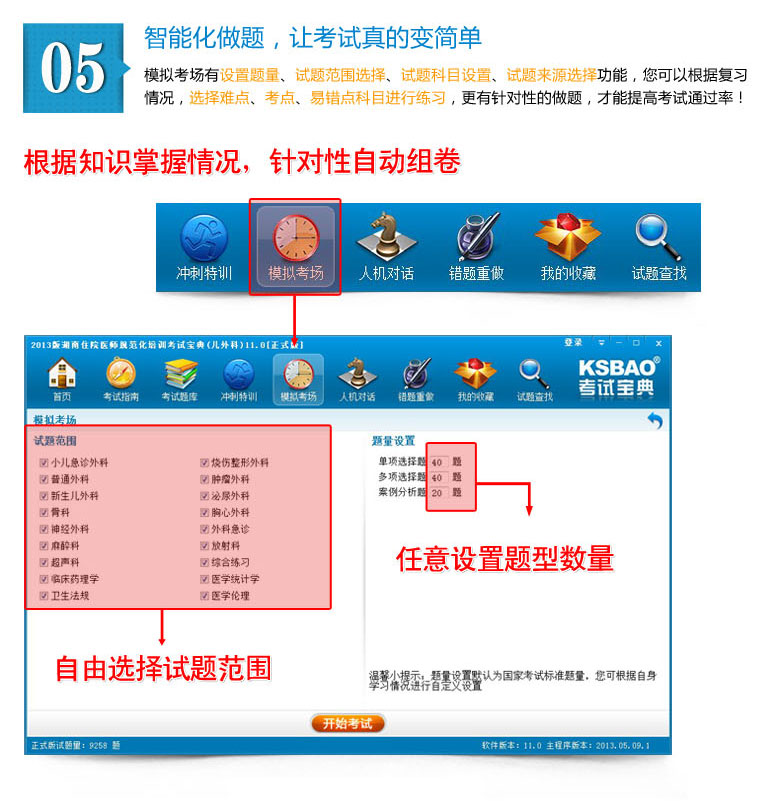 05
智能化做题，让考试真的变简单
模拟考场有设置题量、试题范围选择、试题科目设置、试题来源选择功能，您可以根据复习
情况，选择难点、考点、易错点科目进行练习，更有针对性的做题，才能提高考试通过率！
根据知识掌握情况，针对性自动组卷
冲刺特训 模拟考场 人机对话 错题重做 我的收藏 试题查找
2013版湖南住院医师规范化培训考试宝典(儿外科)11.0[正式版] 登录
首页 考试指南 考试题库 冲刺特训 模拟考场 人机对话 错题重做 我的收藏 试题查找
KSBAO®
考试宝典
模拟考场
试题范围 题量设置
小儿急诊外科 烧伤整形外科 单项选择题 40 题
普通外科 肿瘤外科 多项选择题 40 题
新生儿外科 泌尿外科 案例分析题 20 题
骨科 胸心外科
神经外科 外科急诊
麻醉科 放射科
超声科 综合练习
临床药理学 医学统计学
卫生法规 医学伦理
任意设置题型数量
自由选择试题范围
温馨小提示：题量设置默认为国家考试标准题量，您可根据自身
学习情况进行自定义设置
开始考试
正式版试题量：9258 题 软件版本：11.0 主程序版本：2013.05.09.1